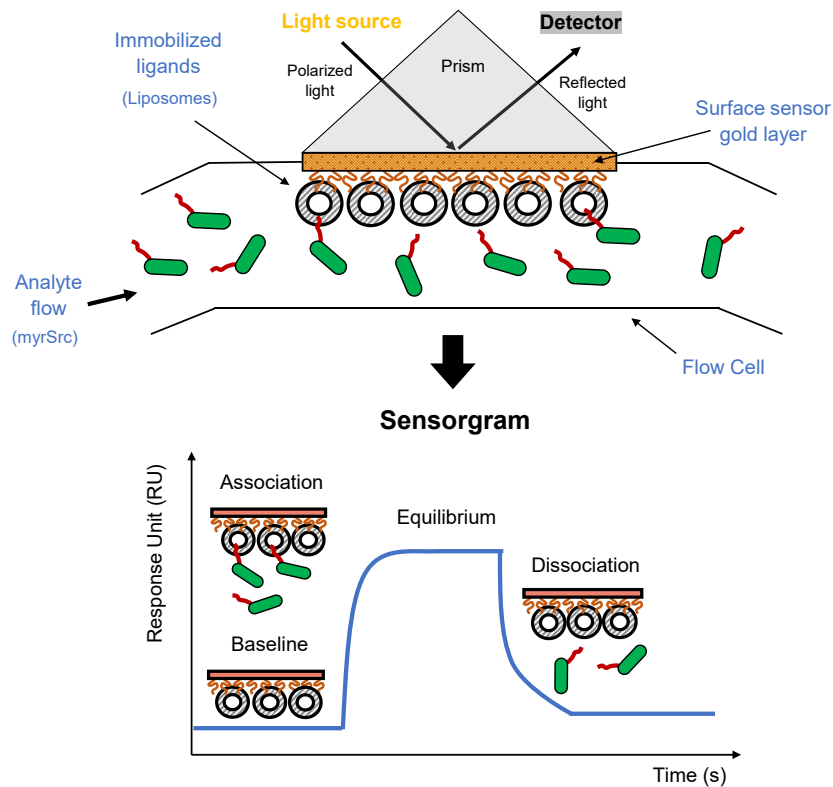 Light source
Detector
Immobilized
ligands
(Liposomes)
Polarized
light
Prism
Reflected
light
Surface sensor
gold layer
Analyte
flow
(myrSrc)
Flow Cell
Sensorgram
Response Unit (RU)
Association
Equilibrium
Dissociation
Baseline
Time (s)